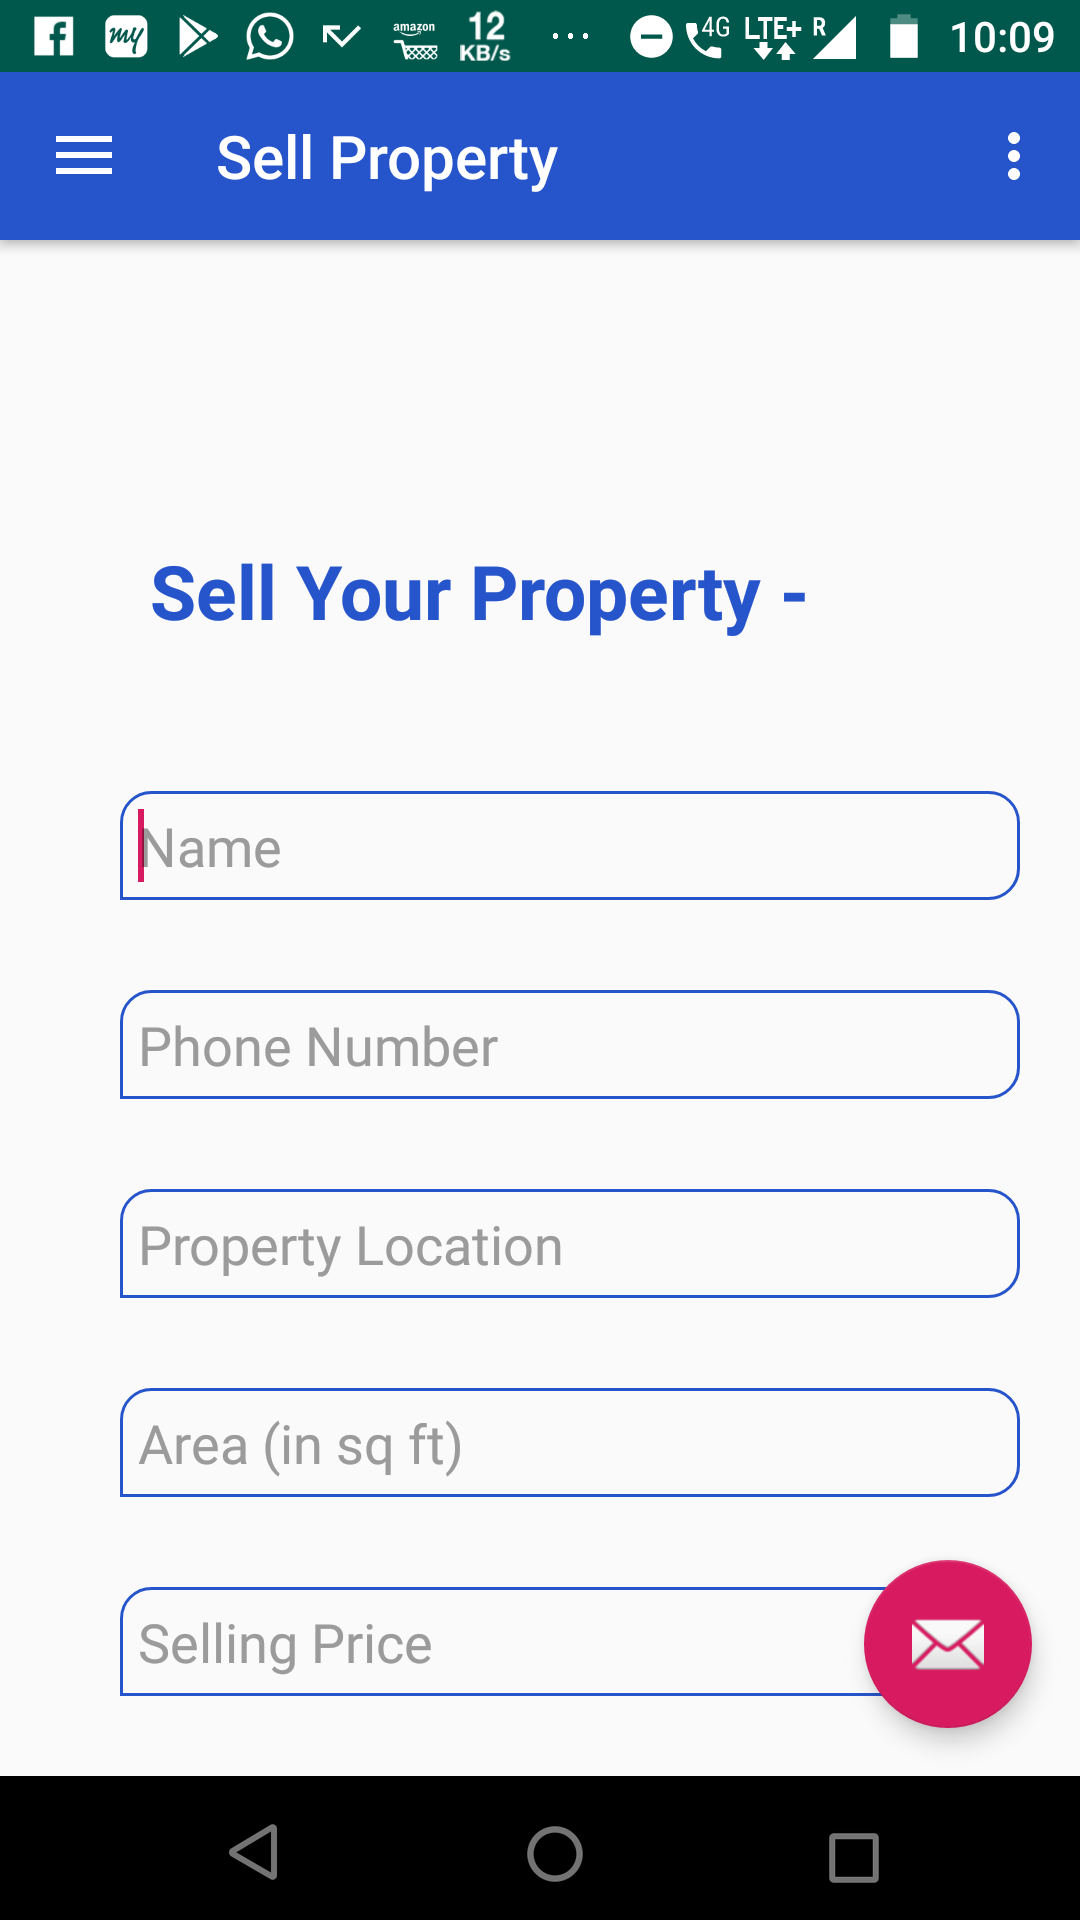 my amazon 12 KB/s ... 4G LTE+ R 10:09
Sell Property
Sell Your Property -
Name
Phone Number
Property Location
Area (in sq ft)
Selling Price